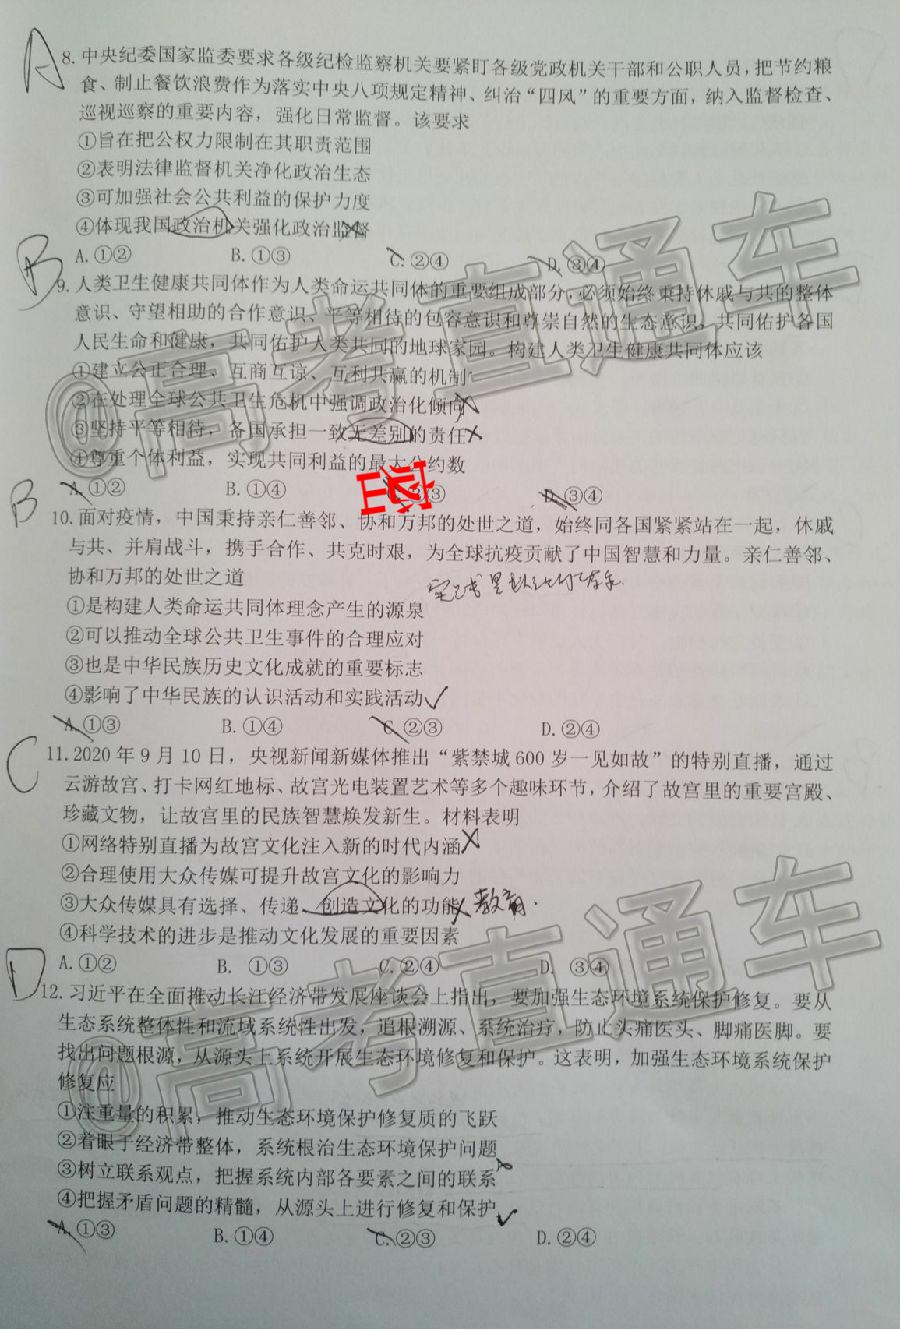 A
8. 中央纪委国家监委要求各级纪检监察机关要紧盯各级党政机关干部和公职人员，把节约粮
食、制止餐饮浪费作为落实中央八项规定精神、纠治“四风”的重要方面，纳入监督检查、
巡视巡察的重要内容，强化日常监督。该要求
①旨在把公权力限制在其职责范围
②表明法律监督机关净化政治生态
③可加强社会公共利益的保护力度
④体现我国政治机关强化政治监督
A. ①② B. ①③ C. ②④ D. ③④
B
9. 人类卫生健康共同体作为人类命运共同体的重要组成部分，必须始终秉持休戚与共的整体
意识、守望相助的合作意识、平等相待的包容意识和尊崇自然的生态意识，共同佑护各国
人民生命和健康，共同佑护人类共同的地球家园。构建人类卫生健康共同体应该
①建立公正合理、互商互谅、互利共赢的机制
②在处理全球公共卫生危机中强调政治化倾向
③坚持平等相待，各国承担一致无差别的责任
④尊重个体利益，实现共同利益的最大公约数
A. ①② B. ①④ C. ②③ D. ③④
B
10. 面对疫情，中国秉持亲仁善邻、协和万邦的处世之道，始终同各国紧紧站在一起，休戚
与共、并肩战斗，携手合作、共克时艰，为全球抗疫贡献了中国智慧和力量。亲仁善邻、
协和万邦的处世之道
①是构建人类命运共同体理念产生的源泉
②可以推动全球公共卫生事件的合理应对
③也是中华民族历史文化成就的重要标志
④影响了中华民族的认识活动和实践活动
A. ①③ B. ①④ C. ②③ D. ②④
C
11. 2020 年 9 月 10 日，央视新闻新媒体推出“紫禁城 600 岁一见如故”的特别直播，通过
云游故宫、打卡网红地标、故宫光电装置艺术等多个趣味环节，介绍了故宫里的重要宫殿、
珍藏文物，让故宫里的民族智慧焕发新生。材料表明
①网络特别直播为故宫文化注入新的时代内涵
②合理使用大众传媒可提升故宫文化的影响力
③大众传媒具有选择、传递、创造文化的功能 教育
④科学技术的进步是推动文化发展的重要因素
A. ①② B. ①③ C. ②④ D. ③④
D
12. 习近平在全面推动长江经济带发展座谈会上指出，要加强生态环境系统保护修复。要从
生态系统整体性和流域系统性出发，追根溯源、系统治疗，防止头痛医头、脚痛医脚。要
找出问题根源，从源头上系统开展生态环境修复和保护。这表明，加强生态环境系统保护
修复应
①注重量的积累，推动生态环境保护修复质的飞跃
②着眼于经济带整体，系统根治生态环境保护问题
③树立联系观点，把握系统内部各要素之间的联系
④把握矛盾问题的精髓，从源头上进行修复和保护
A. ①③ B. ①④ C. ②③ D. ②④
@高考直通车
@高考直通车